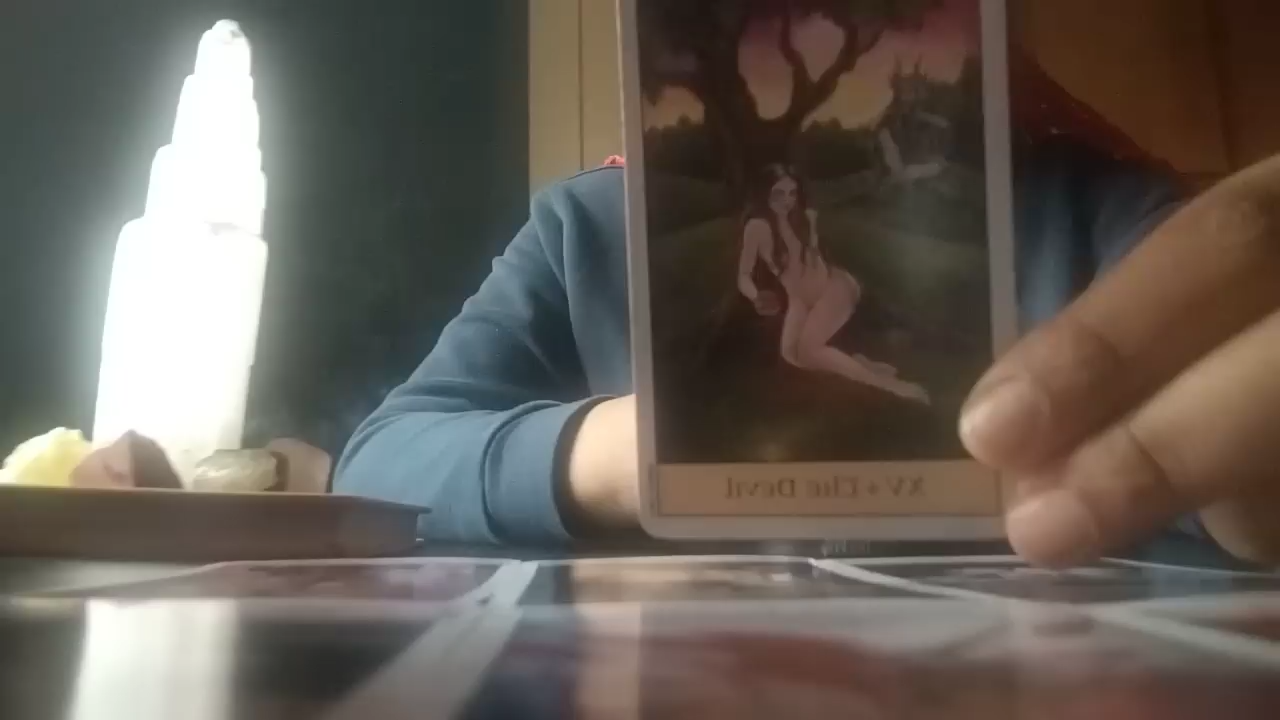 XV • The Devil